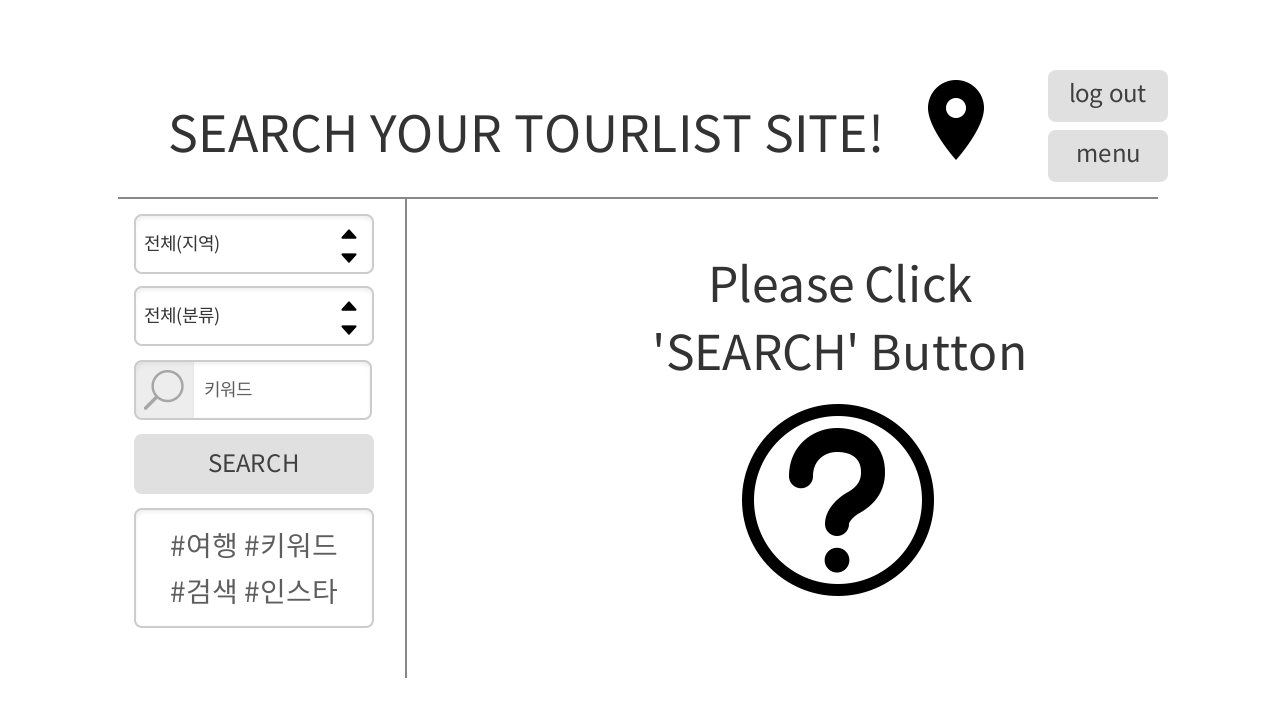 SEARCH YOUR TOURLIST SITE!
log out
menu
전체(지역)
전체(분류)
키워드
SEARCH
#여행 #키워드
#검색 #인스타
Please Click
'SEARCH' Button